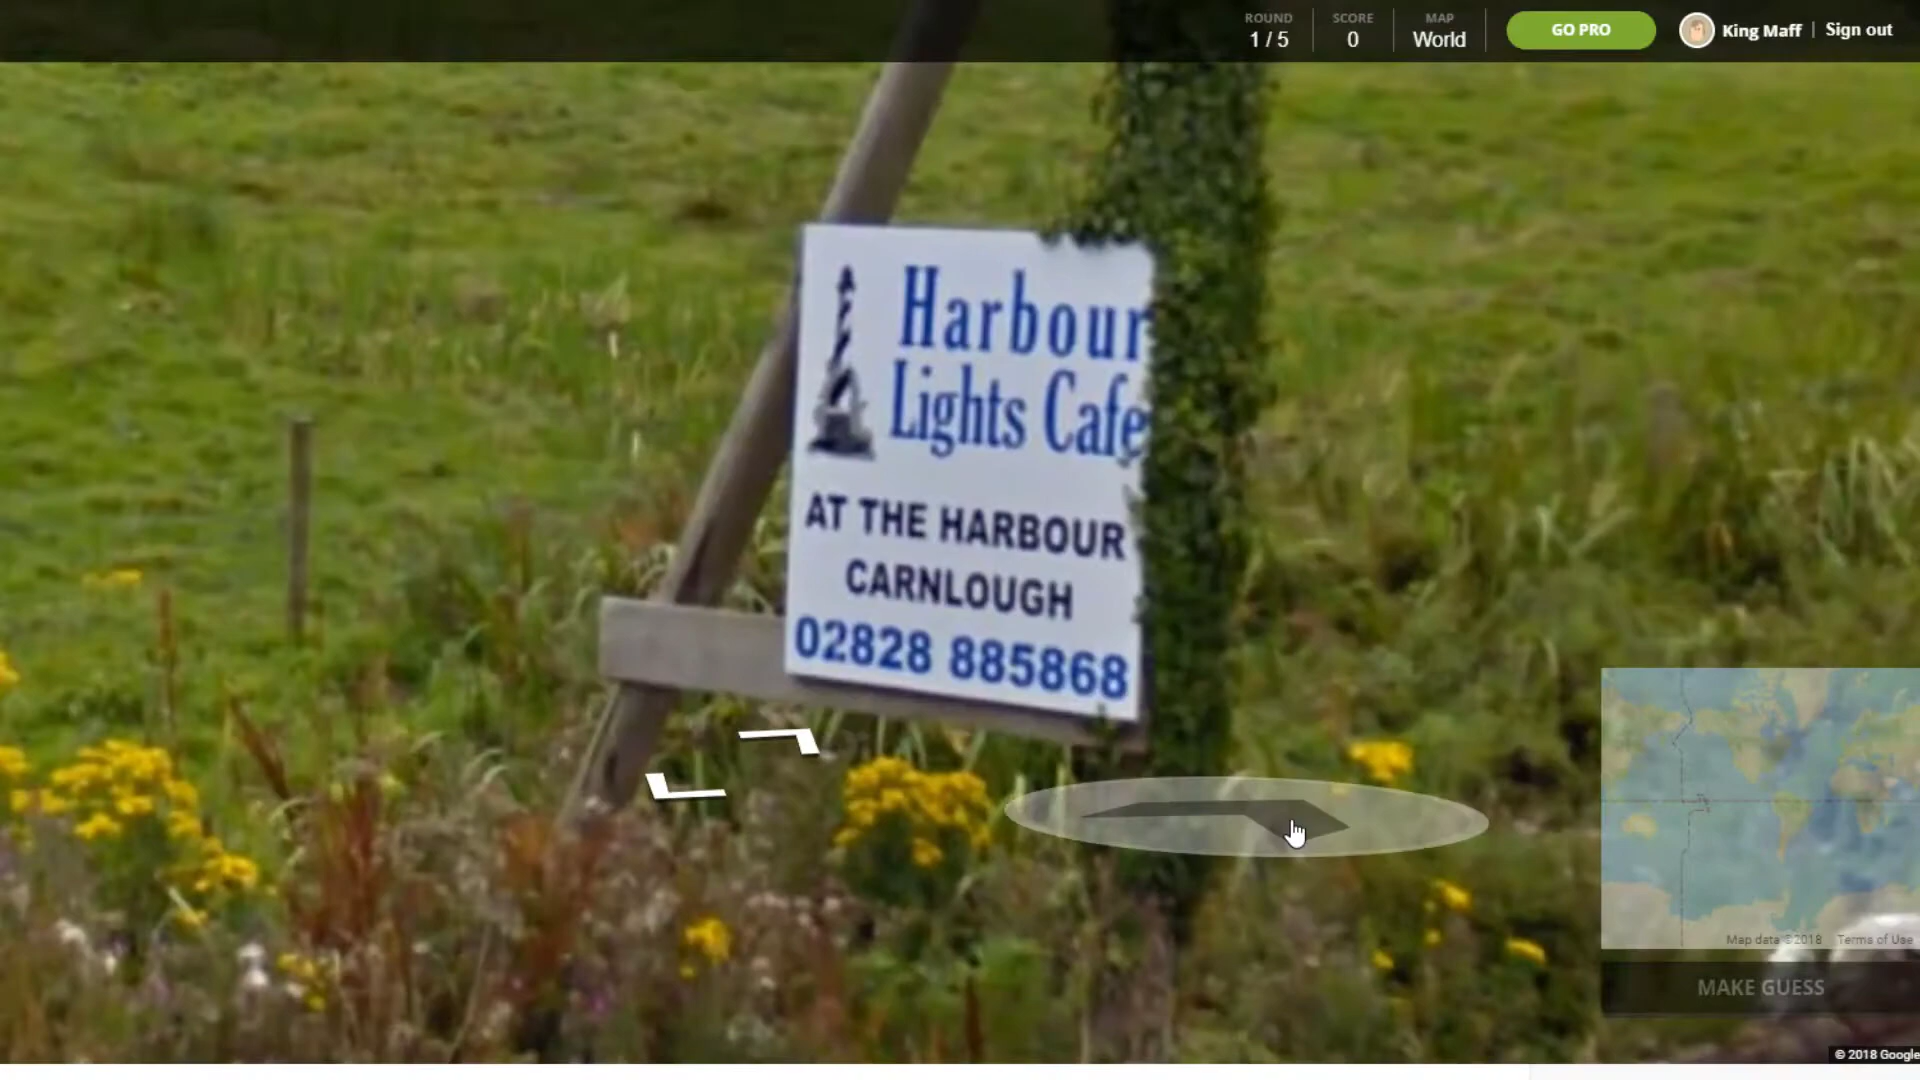 ROUND
1 / 5
SCORE
0
MAP
World
GO PRO
King Maff
Sign out
Harbour
Lights Cafe
AT THE HARBOUR
CARNLOUGH
02828 885868
Map data ©2018
Terms of Use
MAKE GUESS
© 2018 Google